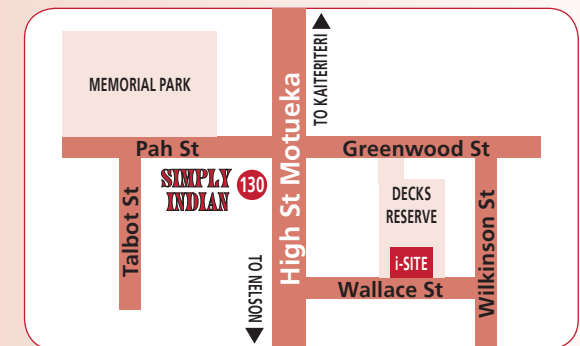 MEMORIAL PARK
TO KAITERITERI
High St Motueka
Pah St
Greenwood St
SIMPLY
INDIAN
130
Talbot St
DECKS
RESERVE
i-SITE
Wilkinson St
Wallace St
TO NELSON